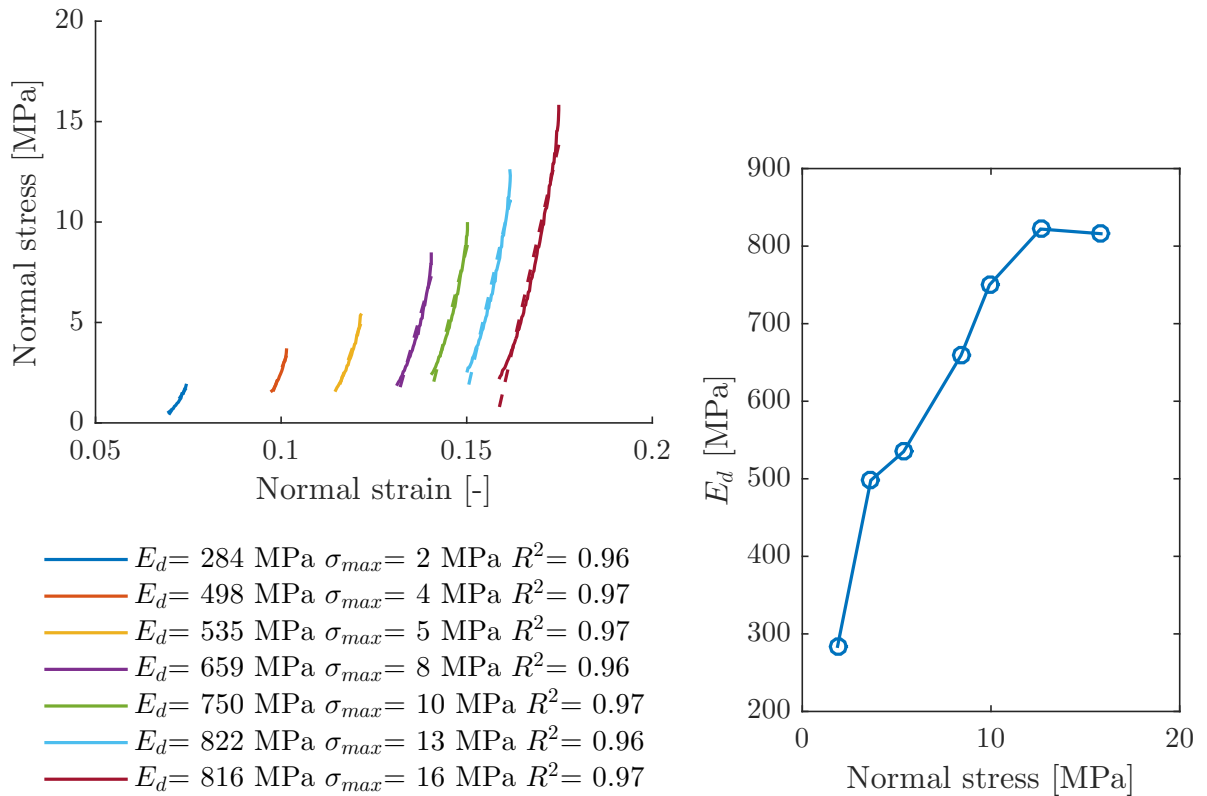 20
15
10
5
0
Normal stress [MPa]
0.05
0.1
0.15
0.2
Normal strain [-]
E_d= 284 MPa σ_max= 2 MPa R²= 0.96
E_d= 498 MPa σ_max= 4 MPa R²= 0.97
E_d= 535 MPa σ_max= 5 MPa R²= 0.97
E_d= 659 MPa σ_max= 8 MPa R²= 0.96
E_d= 750 MPa σ_max= 10 MPa R²= 0.97
E_d= 822 MPa σ_max= 13 MPa R²= 0.96
E_d= 816 MPa σ_max= 16 MPa R²= 0.97
900
800
700
600
500
400
300
200
E_d [MPa]
0
10
20
Normal stress [MPa]